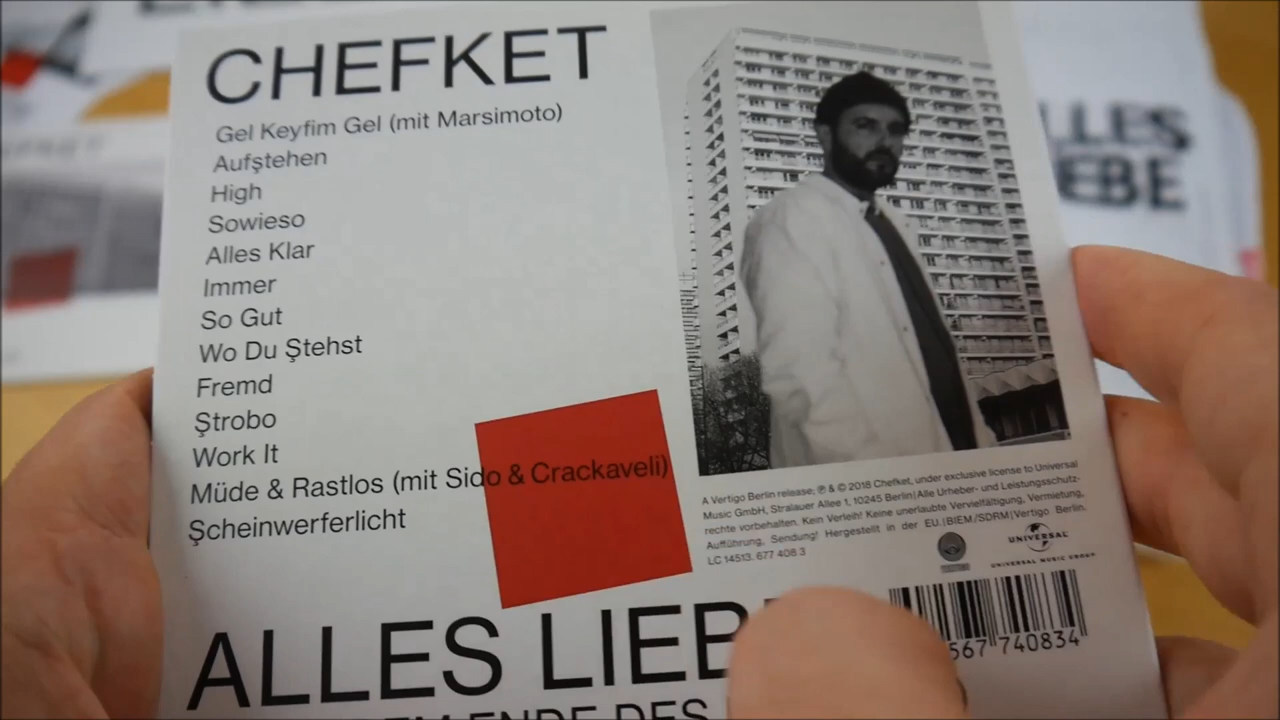 CHEFKET
Gel Keyfim Gel (mit Marsimoto)
Aufştehen
High
Sowieso
Alles Klar
Immer
So Gut
Wo Du Ştehst
Fremd
Ştrobo
Work It
Müde & Rastlos (mit Sido & Crackaveli)
Şcheinwerferlicht
A Vertigo Berlin release; ℗ & © 2018 Chefket, under exclusive license to Universal
Music GmbH, Stralauer Allee 1, 10245 Berlin|Alle Urheber- und Leistungsschutz-
rechte vorbehalten. Kein Verleih! Keine unerlaubte Vervielfältigung, Vermietung,
Aufführung, Sendung! Hergestellt in der EU.|BIEM/SDRM|Vertigo Berlin.
LC 14513. 677 408 3
UNIVERSAL
UNIVERSAL MUSIC GROUP
567 740834
ALLES LIEB
ENDE DES
LLES
EBE